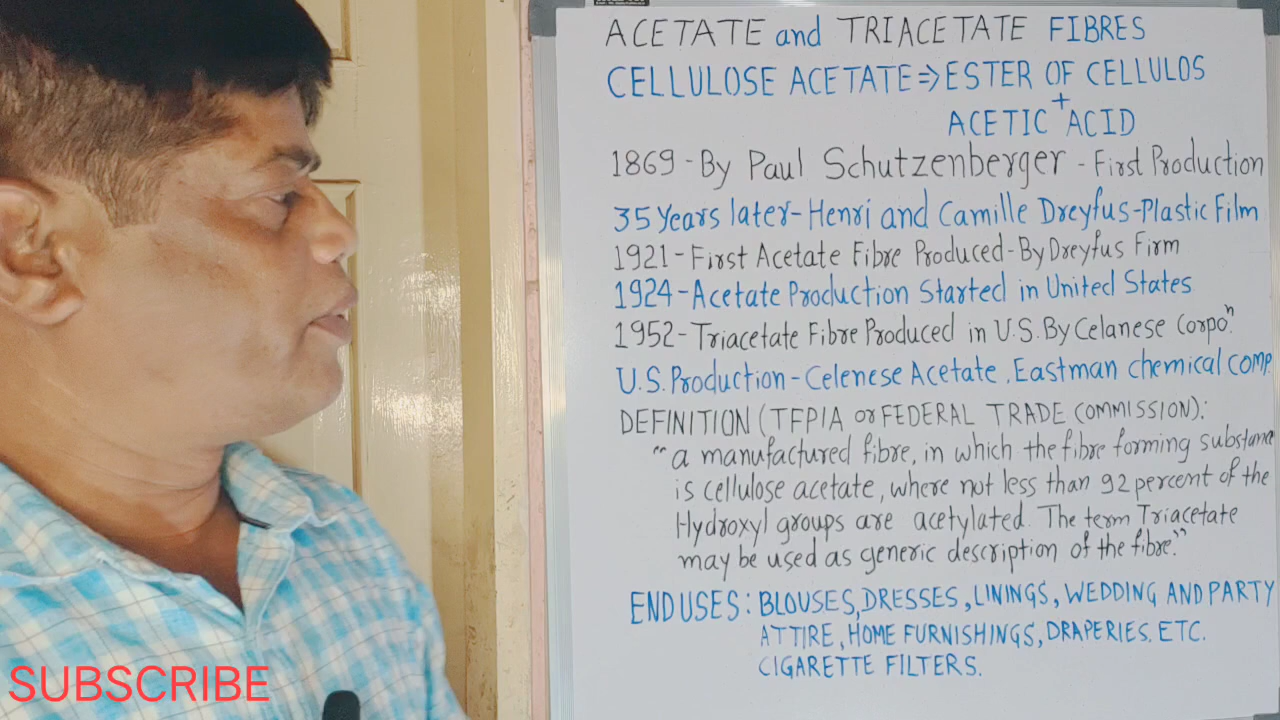 ACETATE and TRIACETATE FIBRES
CELLULOSE ACETATE ⇒ ESTER OF CELLULOS
+
ACETIC ACID
1869 - By Paul Schutzenberger - First Production
35 Years later - Henri and Camille Dreyfus - Plastic Film
1921 - First Acetate Fibre Produced - By Dreyfus Firm
1924 - Acetate Production Started in United States
1952 - Triacetate Fibre Produced in U.S. By Celanese Corpoⁿ.
U.S. Production - Celenese Acetate, Eastman chemical comp.
DEFINITION (TFPIA or FEDERAL TRADE COMMISSION):
"a manufactured fibre, in which the fibre forming substance
is cellulose acetate, where not less than 92 percent of the
Hydroxyl groups are acetylated. The term Triacetate
may be used as generic description of the fibre."
END USES: BLOUSES, DRESSES, LININGS, WEDDING AND PARTY
ATTIRE, HOME FURNISHINGS, DRAPERIES, ETC.
CIGARETTE FILTERS.
SUBSCRIBE